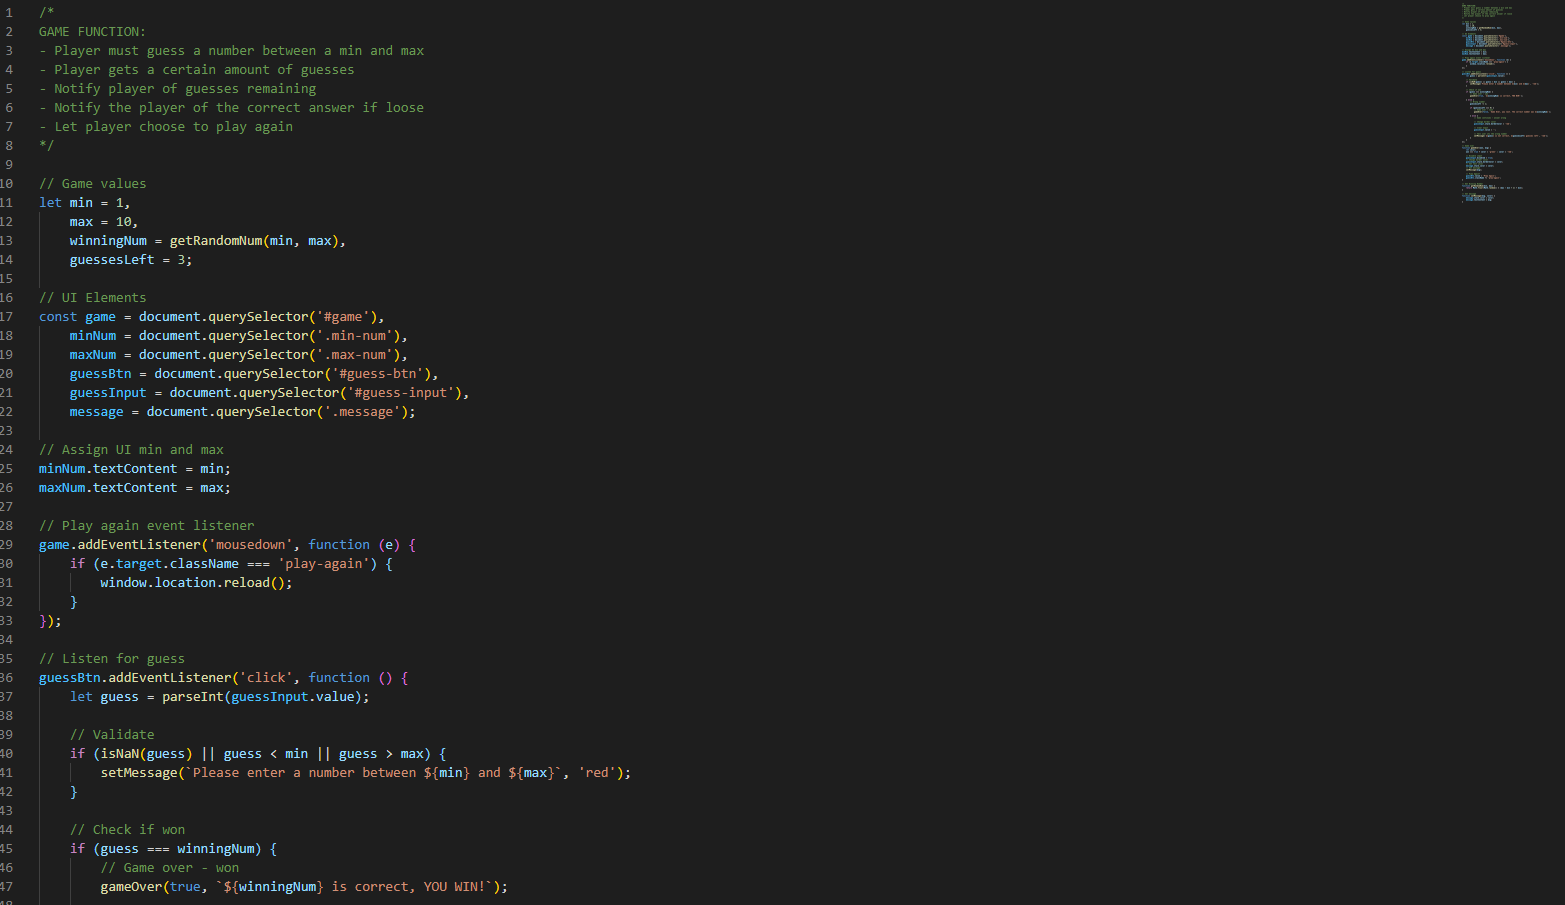 1 /*
2 GAME FUNCTION:
3 - Player must guess a number between a min and max
4 - Player gets a certain amount of guesses
5 - Notify player of guesses remaining
6 - Notify the player of the correct answer if loose
7 - Let player choose to play again
8 */
9
10 // Game values
11 let min = 1,
12     max = 10,
13     winningNum = getRandomNum(min, max),
14     guessesLeft = 3;
15
16 // UI Elements
17 const game = document.querySelector('#game'),
18     minNum = document.querySelector('.min-num'),
19     maxNum = document.querySelector('.max-num'),
20     guessBtn = document.querySelector('#guess-btn'),
21     guessInput = document.querySelector('#guess-input'),
22     message = document.querySelector('.message');
23
24 // Assign UI min and max
25 minNum.textContent = min;
26 maxNum.textContent = max;
27
28 // Play again event listener
29 game.addEventListener('mousedown', function (e) {
30     if (e.target.className === 'play-again') {
31         window.location.reload();
32     }
33 });
34
35 // Listen for guess
36 guessBtn.addEventListener('click', function () {
37     let guess = parseInt(guessInput.value);
38
39     // Validate
40     if (isNaN(guess) || guess < min || guess > max) {
41         setMessage(`Please enter a number between ${min} and ${max}`, 'red');
42     }
43
44     // Check if won
45     if (guess === winningNum) {
46         // Game over - won
47         gameOver(true, `${winningNum} is correct, YOU WIN!`);